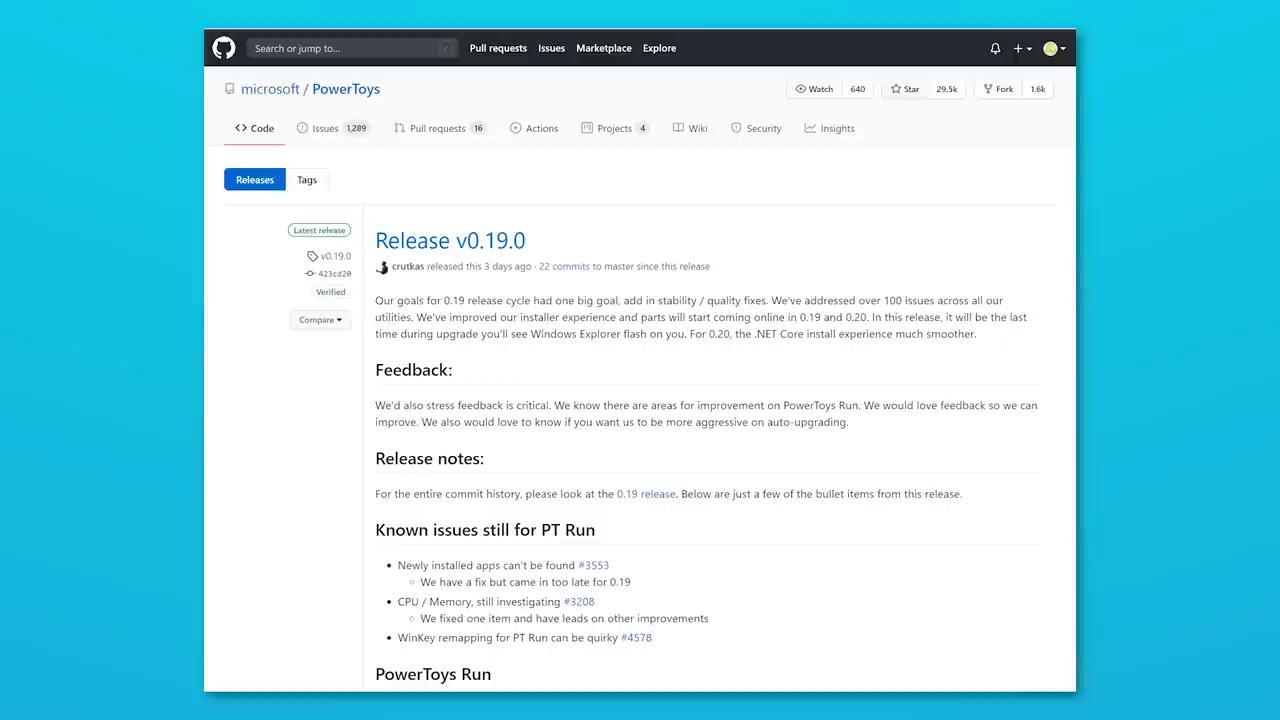 Search or jump to... / Pull requests Issues Marketplace Explore
microsoft / PowerToys Watch 640 Star 29.5k Fork 1.6k
Code Issues 1,289 Pull requests 16 Actions Projects 4 Wiki Security Insights
Releases Tags
Latest release
v0.19.0
423cd20
Verified
Compare
Release v0.19.0
crutkas released this 3 days ago · 22 commits to master since this release
Our goals for 0.19 release cycle had one big goal, add in stability / quality fixes. We've addressed over 100 issues across all our
utilities. We've improved our installer experience and parts will start coming online in 0.19 and 0.20. In this release, it will be the last
time during upgrade you'll see Windows Explorer flash on you. For 0.20, the .NET Core install experience much smoother.
Feedback:
We'd also stress feedback is critical. We know there are areas for improvement on PowerToys Run. We would love feedback so we can
improve. We also would love to know if you want us to be more aggressive on auto-upgrading.
Release notes:
For the entire commit history, please look at the 0.19 release. Below are just a few of the bullet items from this release.
Known issues still for PT Run
• Newly installed apps can't be found #3553
◦ We have a fix but came in too late for 0.19
• CPU / Memory, still investigating #3208
◦ We fixed one item and have leads on other improvements
• WinKey remapping for PT Run can be quirky #4578
PowerToys Run